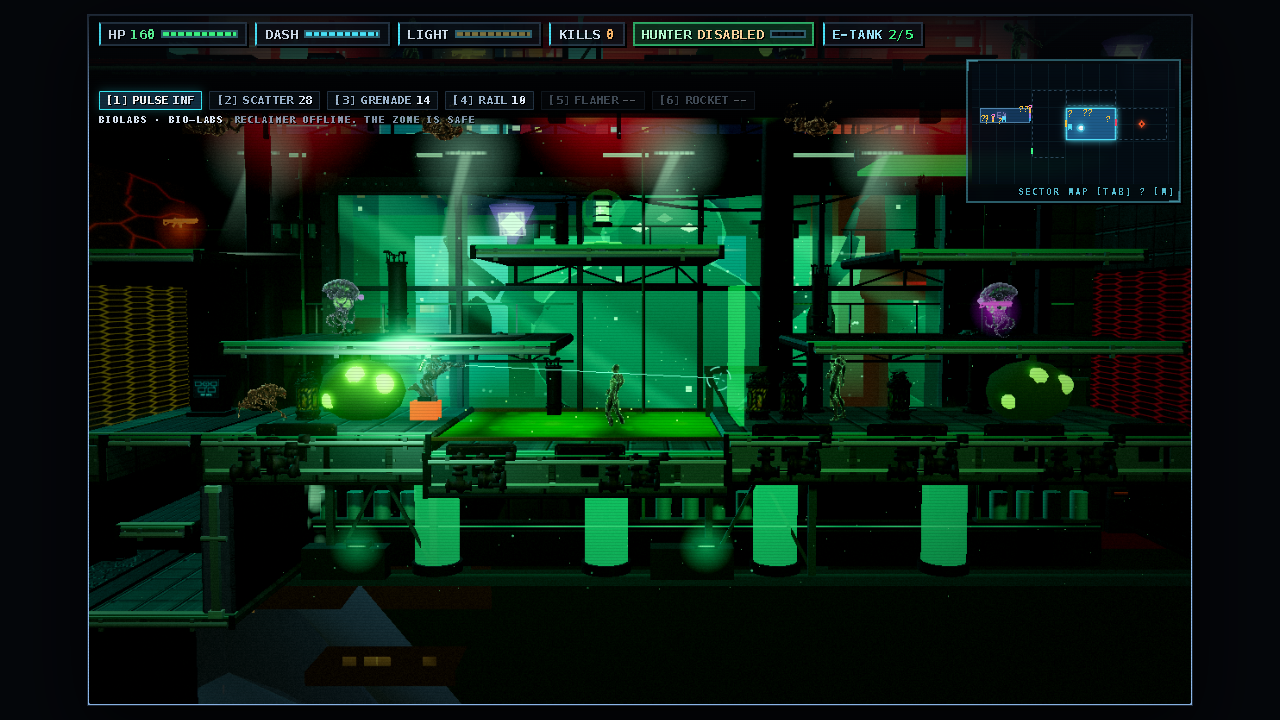 HP 160 DASH LIGHT KILLS 0 HUNTER DISABLED E-TANK 2/5
[1] PULSE INF [2] SCATTER 28 [3] GRENADE 14 [4] RAIL 10 [5] FLAMER -- [6] ROCKET --
BIOLABS · BIO-LABS RECLAIMER OFFLINE. THE ZONE IS SAFE
?? ?
?? ?
? ?? ?
M
SECTOR MAP [TAB] ? [M]